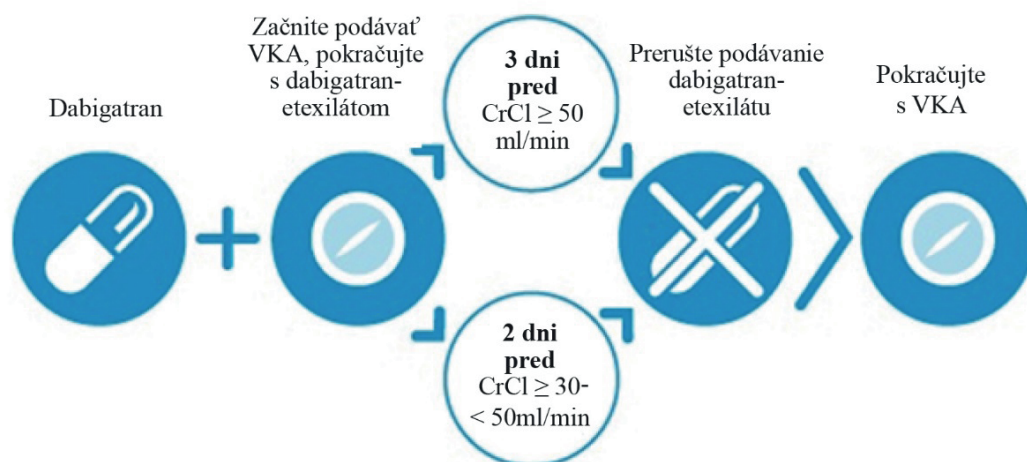 Dabigatran
Začnite podávať
VKA, pokračujte
s dabigatran-
etexilátom
3 dni
pred
CrCl ≥ 50
ml/min
2 dni
pred
CrCl ≥ 30-
< 50ml/min
Prerušte podávanie
dabigatran-
etexilátu
Pokračujte
s VKA